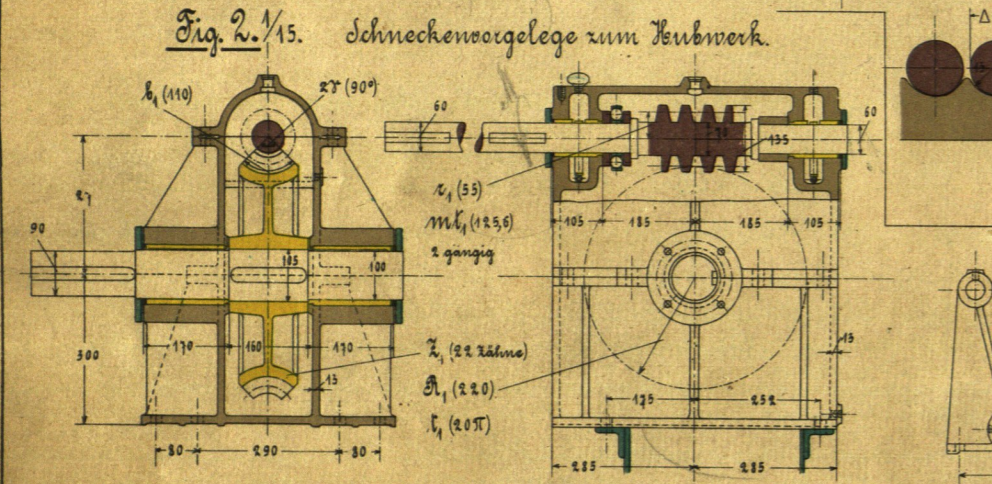 Fig. 2. 1/15. Schneckenvorgelege zum Hubwerk.
b₁ (110)
2γ (90°)
60
70
135
60
Δ
r₁ (55)
mt₁ (125,6)
2 gängig
105 185 185 105
90
105
100
300
170 160 170
15
Z₁ (22 Zähne)
R₁ (220)
t₁ (20π)
15
175 252
80 290 80
285 285